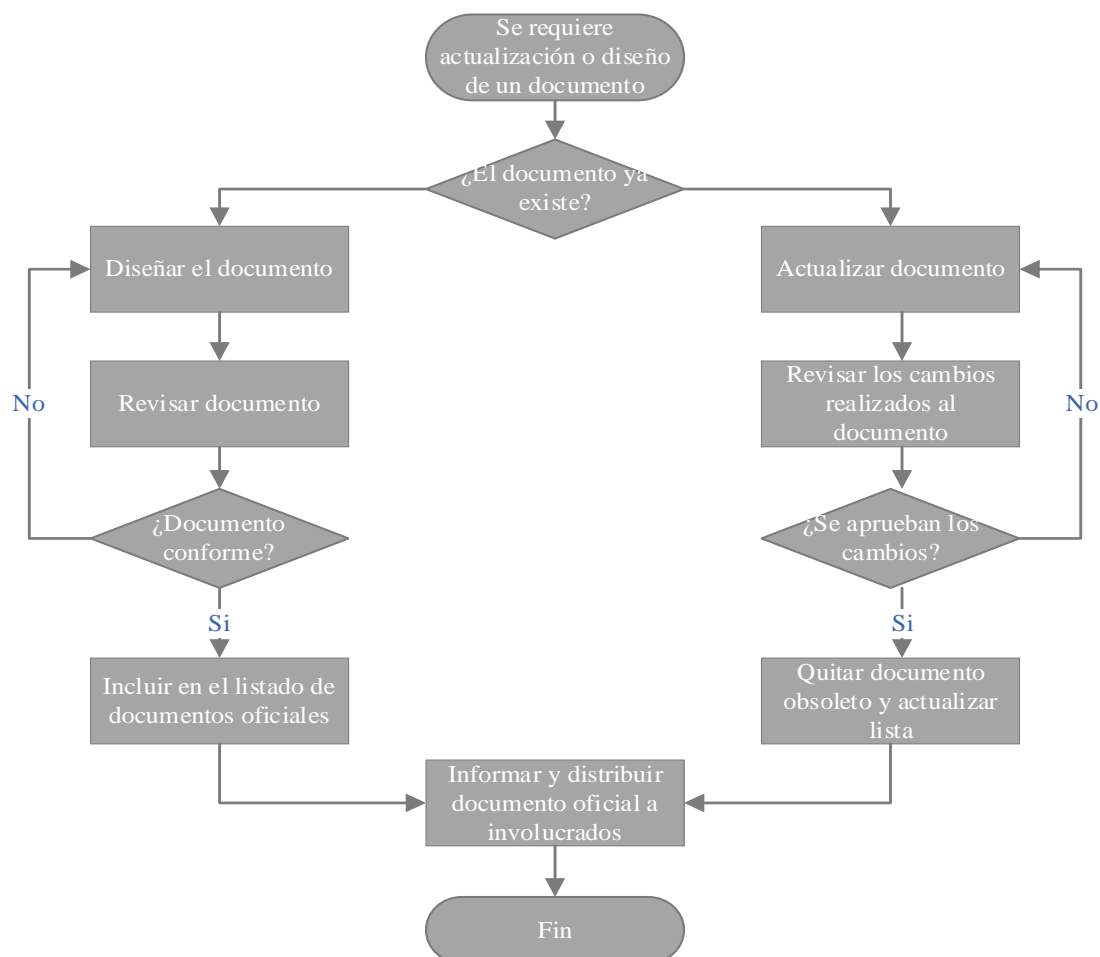 Se requiere
actualización o diseño
de un documento
¿El documento ya
existe?
Diseñar el documento
Actualizar documento
Revisar documento
Revisar los cambios
realizados al
documento
No
No
¿Documento
conforme?
¿Se aprueban los
cambios?
Si
Si
Incluir en el listado de
documentos oficiales
Quitar documento
obsoleto y actualizar
lista
Informar y distribuir
documento oficial a
involucrados
Fin